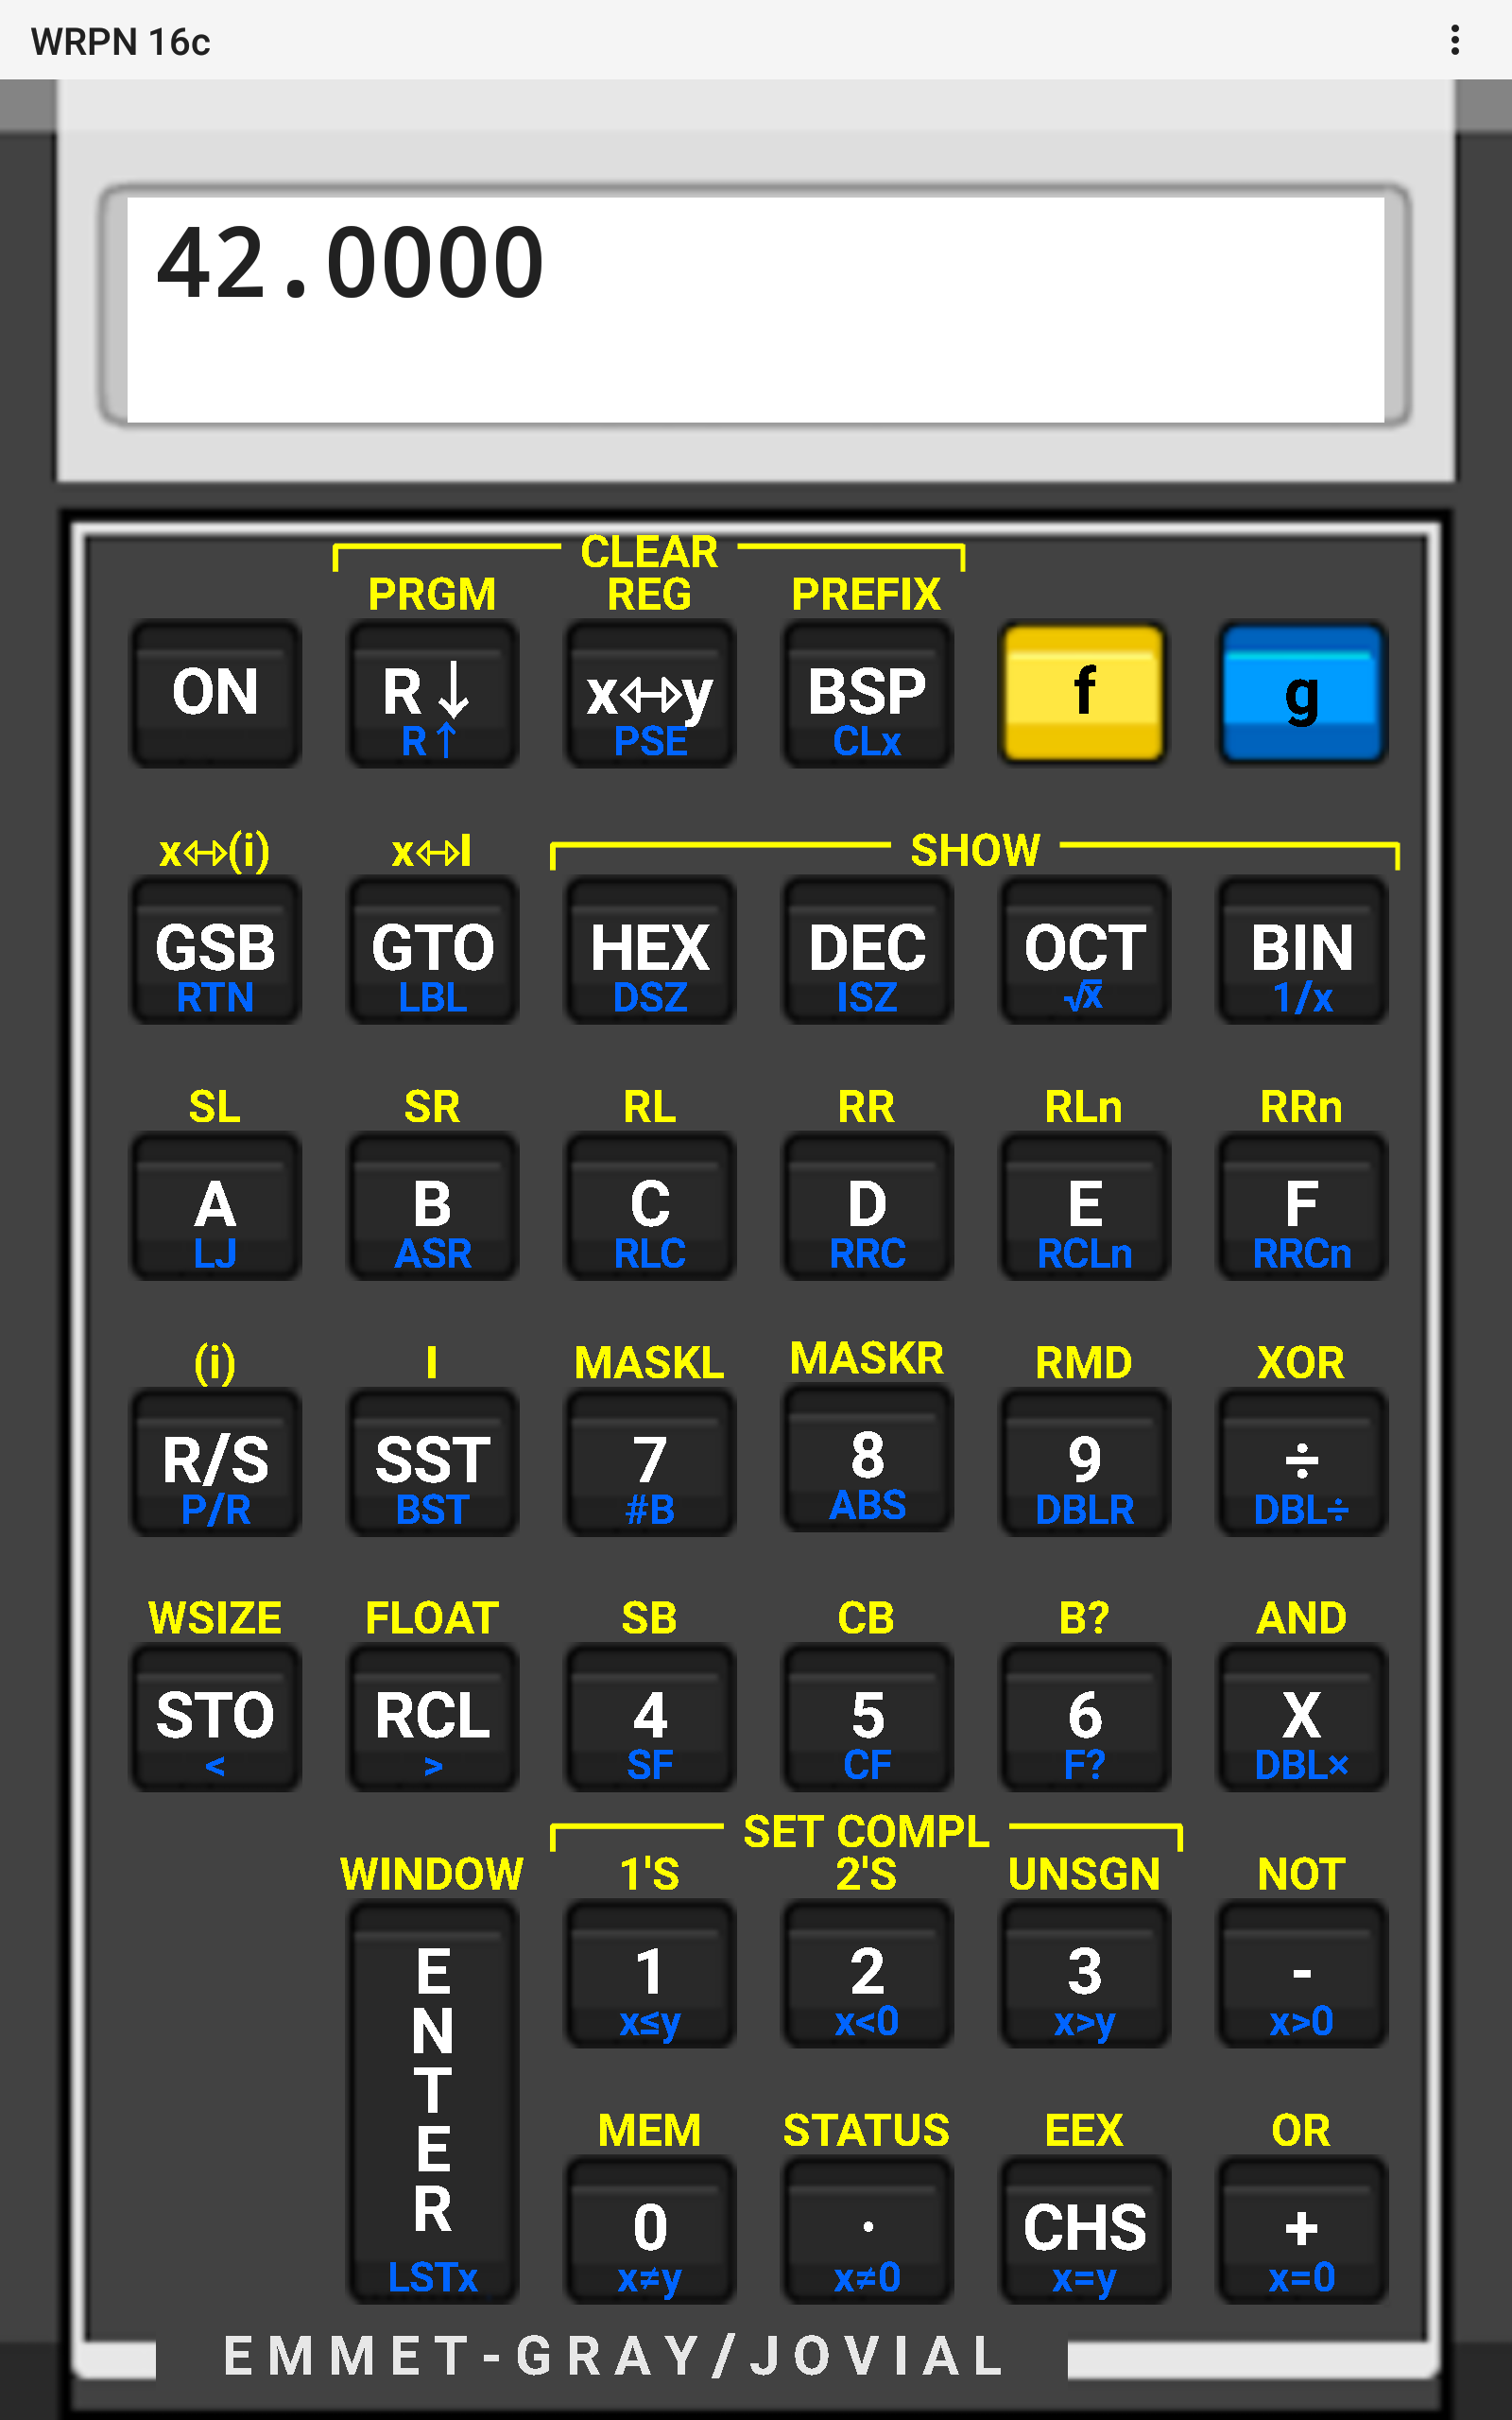 WRPN 16c
42.0000
CLEAR
PRGM REG PREFIX
ON R↓ x⬄y BSP f g
R↑ PSE CLx
x⬄(i) x⬄I SHOW
GSB GTO HEX DEC OCT BIN
RTN LBL DSZ ISZ √x 1/x
SL SR RL RR RLn RRn
A B C D E F
LJ ASR RLC RRC RCLn RRCn
(i) I MASKL MASKR RMD XOR
R/S SST 7 8 9 ÷
P/R BST #B ABS DBLR DBL÷
WSIZE FLOAT SB CB B? AND
STO RCL 4 5 6 X
< > SF CF F? DBL×
SET COMPL
WINDOW 1'S 2'S UNSGN NOT
ENTER 1 2 3 -
x≤y x<0 x>y x>0
MEM STATUS EEX OR
0 · CHS +
LSTx x≠y x≠0 x=y x=0
EMMET-GRAY/JOVIAL